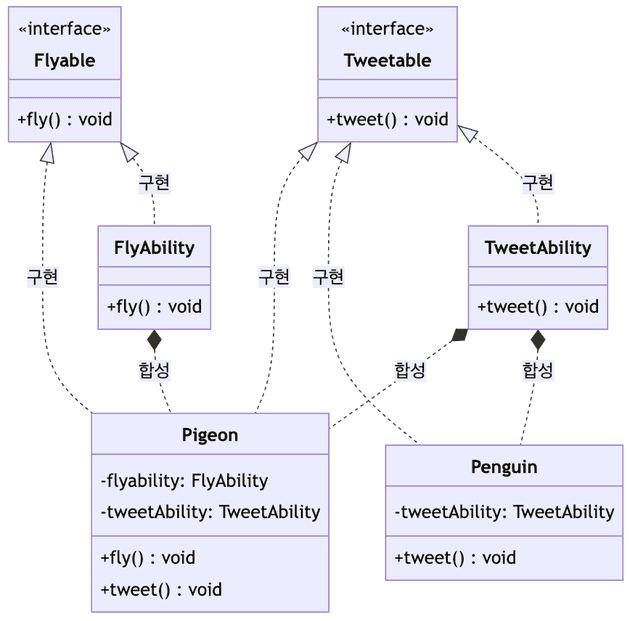 «interface»
Flyable
+fly() : void
«interface»
Tweetable
+tweet() : void
구현
구현
FlyAbility
+fly() : void
TweetAbility
+tweet() : void
구현
구현
구현
합성
합성
합성
Pigeon
-flyability: FlyAbility
-tweetAbility: TweetAbility
+fly() : void
+tweet() : void
Penguin
-tweetAbility: TweetAbility
+tweet() : void